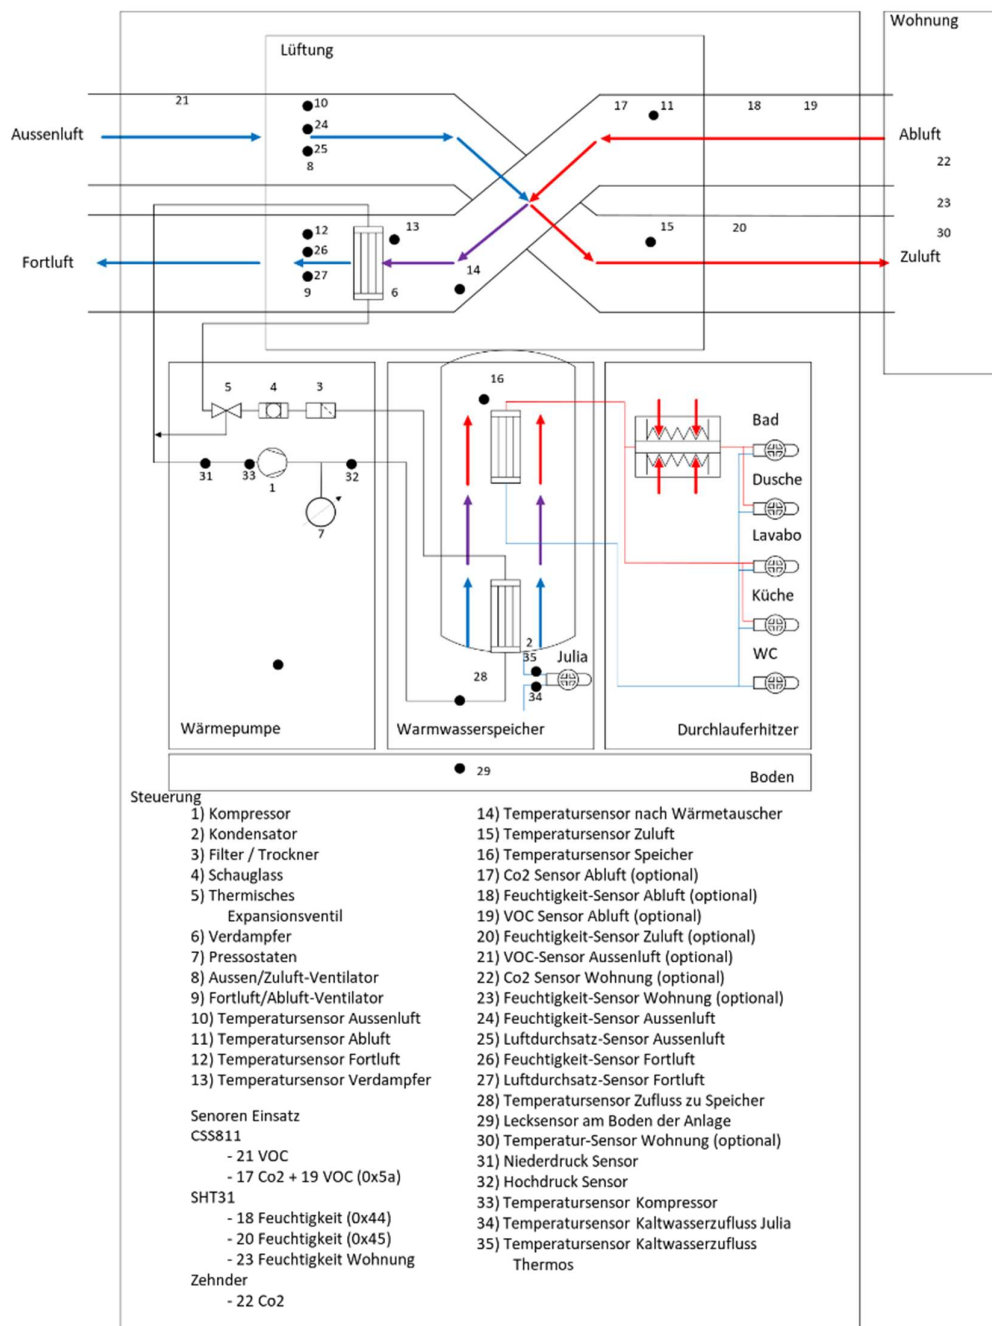 Wohnung
Lüftung
21
10
17
11
18
19
Aussenluft
24
Abluft
25
8
22
23
12
13
15
20
30
26
Fortluft
14
Zuluft
27
9
6
5
4
3
16
Bad
31
33
1
32
Dusche
7
Lavabo
Küche
2
35
Julia
WC
28
34
Wärmepumpe
Warmwasserspeicher
Durchlauferhitzer
29
Boden
Steuerung
1) Kompressor
2) Kondensator
3) Filter / Trockner
4) Schauglass
5) Thermisches
Expansionsventil
6) Verdampfer
7) Pressostaten
8) Aussen/Zuluft-Ventilator
9) Fortluft/Abluft-Ventilator
10) Temperatursensor Aussenluft
11) Temperatursensor Abluft
12) Temperatursensor Fortluft
13) Temperatursensor Verdampfer
Senoren Einsatz
CSS811
- 21 VOC
- 17 Co2 + 19 VOC (0x5a)
SHT31
- 18 Feuchtigkeit (0x44)
- 20 Feuchtigkeit (0x45)
- 23 Feuchtigkeit Wohnung
Zehnder
- 22 Co2
14) Temperatursensor nach Wärmetauscher
15) Temperatursensor Zuluft
16) Temperatursensor Speicher
17) Co2 Sensor Abluft (optional)
18) Feuchtigkeit-Sensor Abluft (optional)
19) VOC Sensor Abluft (optional)
20) Feuchtigkeit-Sensor Zuluft (optional)
21) VOC-Sensor Aussenluft (optional)
22) Co2 Sensor Wohnung (optional)
23) Feuchtigkeit-Sensor Wohnung (optional)
24) Feuchtigkeit-Sensor Aussenluft
25) Luftdurchsatz-Sensor Aussenluft
26) Feuchtigkeit-Sensor Fortluft
27) Luftdurchsatz-Sensor Fortluft
28) Temperatursensor Zufluss zu Speicher
29) Lecksensor am Boden der Anlage
30) Temperatur-Sensor Wohnung (optional)
31) Niederdruck Sensor
32) Hochdruck Sensor
33) Temperatursensor Kompressor
34) Temperatursensor Kaltwasserzufluss Julia
35) Temperatursensor Kaltwasserzufluss
Thermos